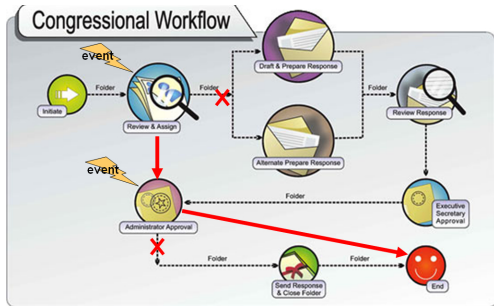 Congressional Workflow
event
Draft & Prepare Response
Folder
Folder
Folder
Initiate
Review & Assign
Review Response
Alternate Prepare Response
event
Folder
Administrator Approval
Executive
Secretary
Approval
Folder
Folder
Send Response
& Close Folder
End